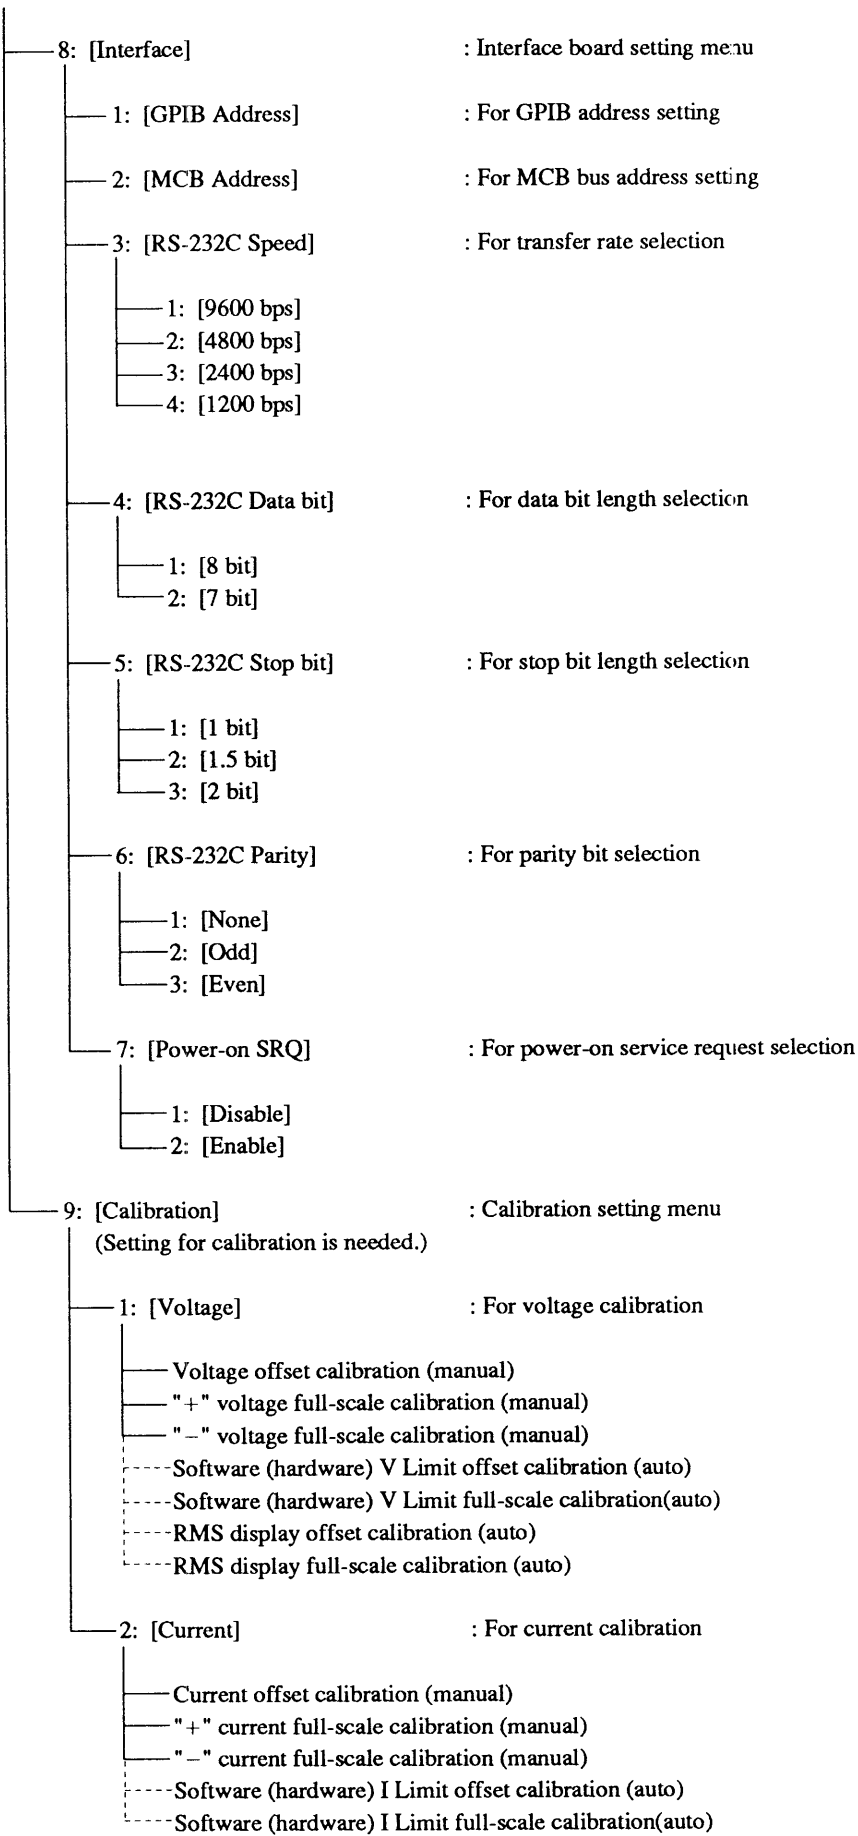 8: [Interface] : Interface board setting menu
1: [GPIB Address] : For GPIB address setting
2: [MCB Address] : For MCB bus address setting
3: [RS-232C Speed] : For transfer rate selection
1: [9600 bps]
2: [4800 bps]
3: [2400 bps]
4: [1200 bps]
4: [RS-232C Data bit] : For data bit length selection
1: [8 bit]
2: [7 bit]
5: [RS-232C Stop bit] : For stop bit length selection
1: [1 bit]
2: [1.5 bit]
3: [2 bit]
6: [RS-232C Parity] : For parity bit selection
1: [None]
2: [Odd]
3: [Even]
7: [Power-on SRQ] : For power-on service request selection
1: [Disable]
2: [Enable]
9: [Calibration] : Calibration setting menu
(Setting for calibration is needed.)
1: [Voltage] : For voltage calibration
Voltage offset calibration (manual)
"+" voltage full-scale calibration (manual)
"−" voltage full-scale calibration (manual)
Software (hardware) V Limit offset calibration (auto)
Software (hardware) V Limit full-scale calibration(auto)
RMS display offset calibration (auto)
RMS display full-scale calibration (auto)
2: [Current] : For current calibration
Current offset calibration (manual)
"+" current full-scale calibration (manual)
"−" current full-scale calibration (manual)
Software (hardware) I Limit offset calibration (auto)
Software (hardware) I Limit full-scale calibration(auto)